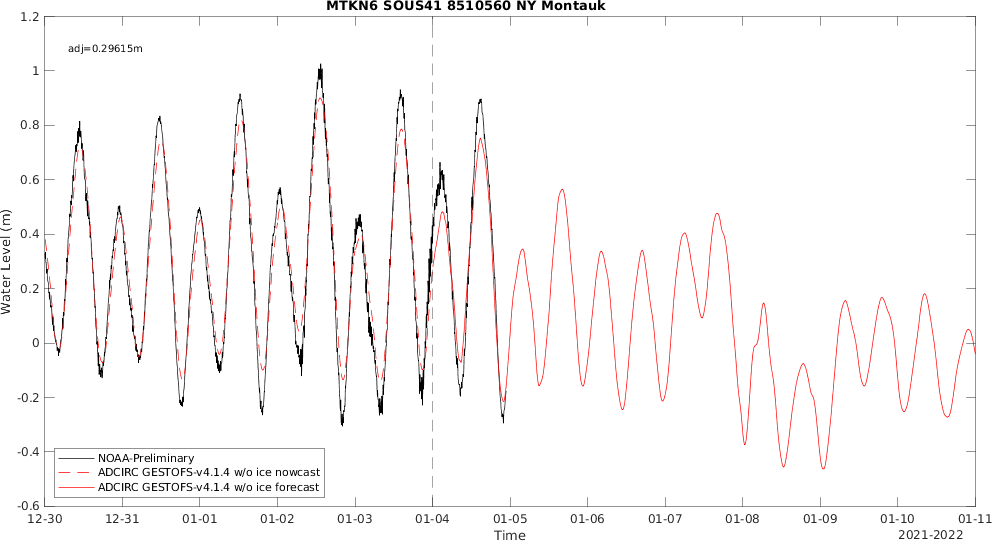 MTKN6 SOUS41 8510560 NY Montauk
adj=0.29615m
1.2
1
0.8
0.6
0.4
0.2
0
-0.2
-0.4
-0.6
Water Level (m)
NOAA-Preliminary
ADCIRC GESTOFS-v4.1.4 w/o ice nowcast
ADCIRC GESTOFS-v4.1.4 w/o ice forecast
12-30 12-31 01-01 01-02 01-03 01-04 01-05 01-06 01-07 01-08 01-09 01-10 01-11
Time
2021-2022